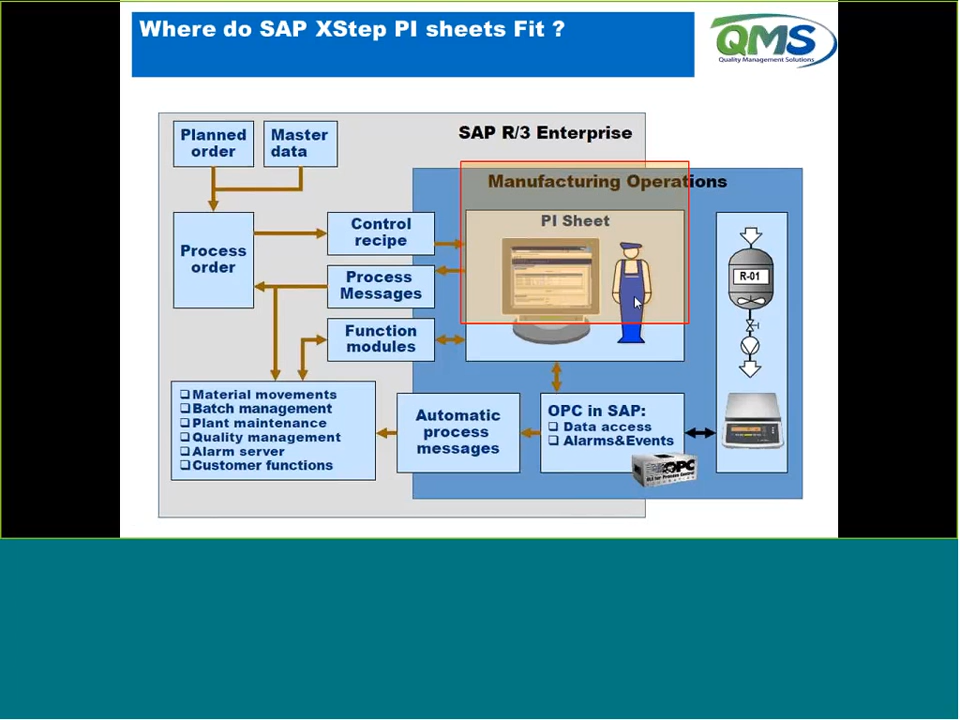 Where do SAP XStep PI sheets Fit ?
QMS
Quality Management Solutions
SAP R/3 Enterprise
Planned
order
Master
data
Manufacturing Operations
PI Sheet
Process
order
Control
recipe
Process
Messages
Function
modules
R-01
❑ Material movements
❑ Batch management
❑ Plant maintenance
❑ Quality management
❑ Alarm server
❑ Customer functions
Automatic
process
messages
OPC in SAP:
❑ Data access
❑ Alarms&Events
OPC